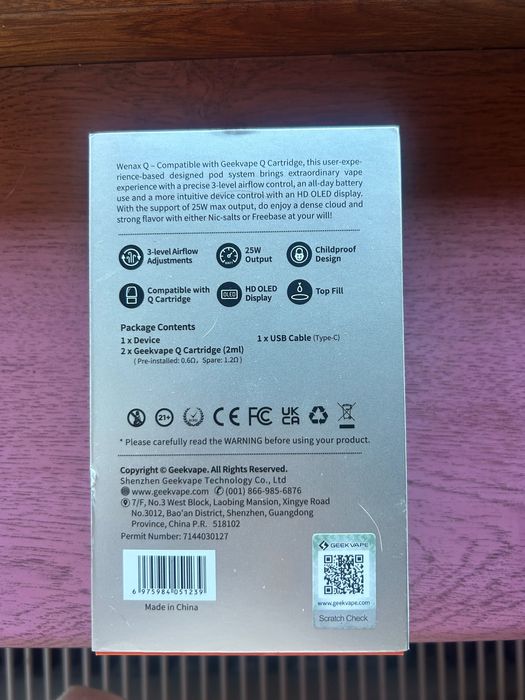 Wenax Q – Compatible with Geekvape Q Cartridge, this user-expe-
rience-based designed pod system brings extraordinary vape
experience with a precise 3-level airflow control, an all-day battery
use and a more intuitive device control with an HD OLED display.
With the support of 25W max output, do enjoy a dense cloud and
strong flavor with either Nic-salts or Freebase at your will!
3-level Airflow
Adjustments
25W
Output
Childproof
Design
Compatible with
Q Cartridge
OLED
HD OLED
Display
Top Fill
Package Contents
1 x Device
1 x USB Cable (Type-C)
2 x Geekvape Q Cartridge (2ml)
( Pre-installed: 0.6Ω, Spare: 1.2Ω )
21+
CE FC UK
CA
* Please carefully read the WARNING before using your product.
Copyright © Geekvape. All Rights Reserved.
Shenzhen Geekvape Technology Co., Ltd
www.geekvape.com (001) 866-985-6876
7/F, No.3 West Block, Laobing Mansion, Xingye Road
No.3012, Bao'an District, Shenzhen, Guangdong
Province, China P.R. 518102
Permit Number: 7144030127
6 975984 051239
Made in China
GEEKVAPE
www.geekvape.com
Scratch Check